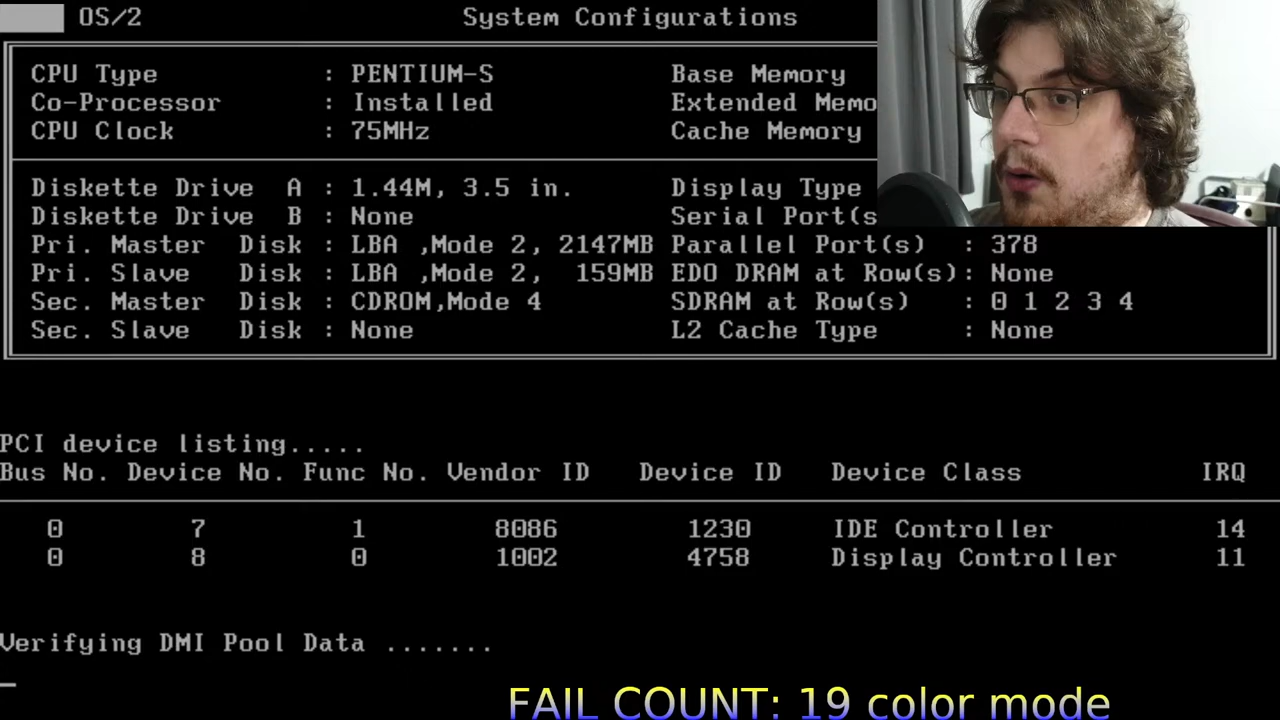 OS/2 System Configurations
CPU Type : PENTIUM-S Base Memory
Co-Processor : Installed Extended Memo
CPU Clock : 75MHz Cache Memory
Diskette Drive A : 1.44M, 3.5 in. Display Type
Diskette Drive B : None Serial Port(s
Pri. Master Disk : LBA ,Mode 2, 2147MB Parallel Port(s) : 378
Pri. Slave Disk : LBA ,Mode 2, 159MB EDO DRAM at Row(s): None
Sec. Master Disk : CDROM,Mode 4 SDRAM at Row(s) : 0 1 2 3 4
Sec. Slave Disk : None L2 Cache Type : None
PCI device listing.....
Bus No. Device No. Func No. Vendor ID Device ID Device Class IRQ
0 7 1 8086 1230 IDE Controller 14
0 8 0 1002 4758 Display Controller 11
Verifying DMI Pool Data .......
FAIL COUNT: 19 color mode